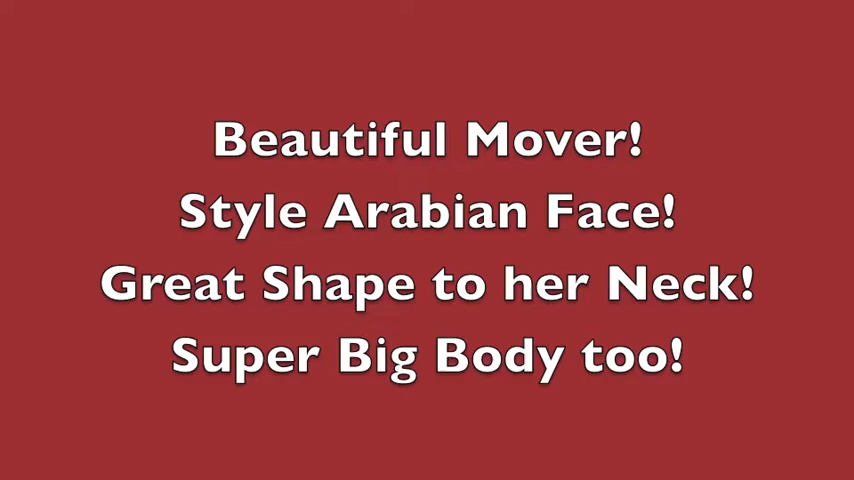 Beautiful Mover!
Style Arabian Face!
Great Shape to her Neck!
Super Big Body too!